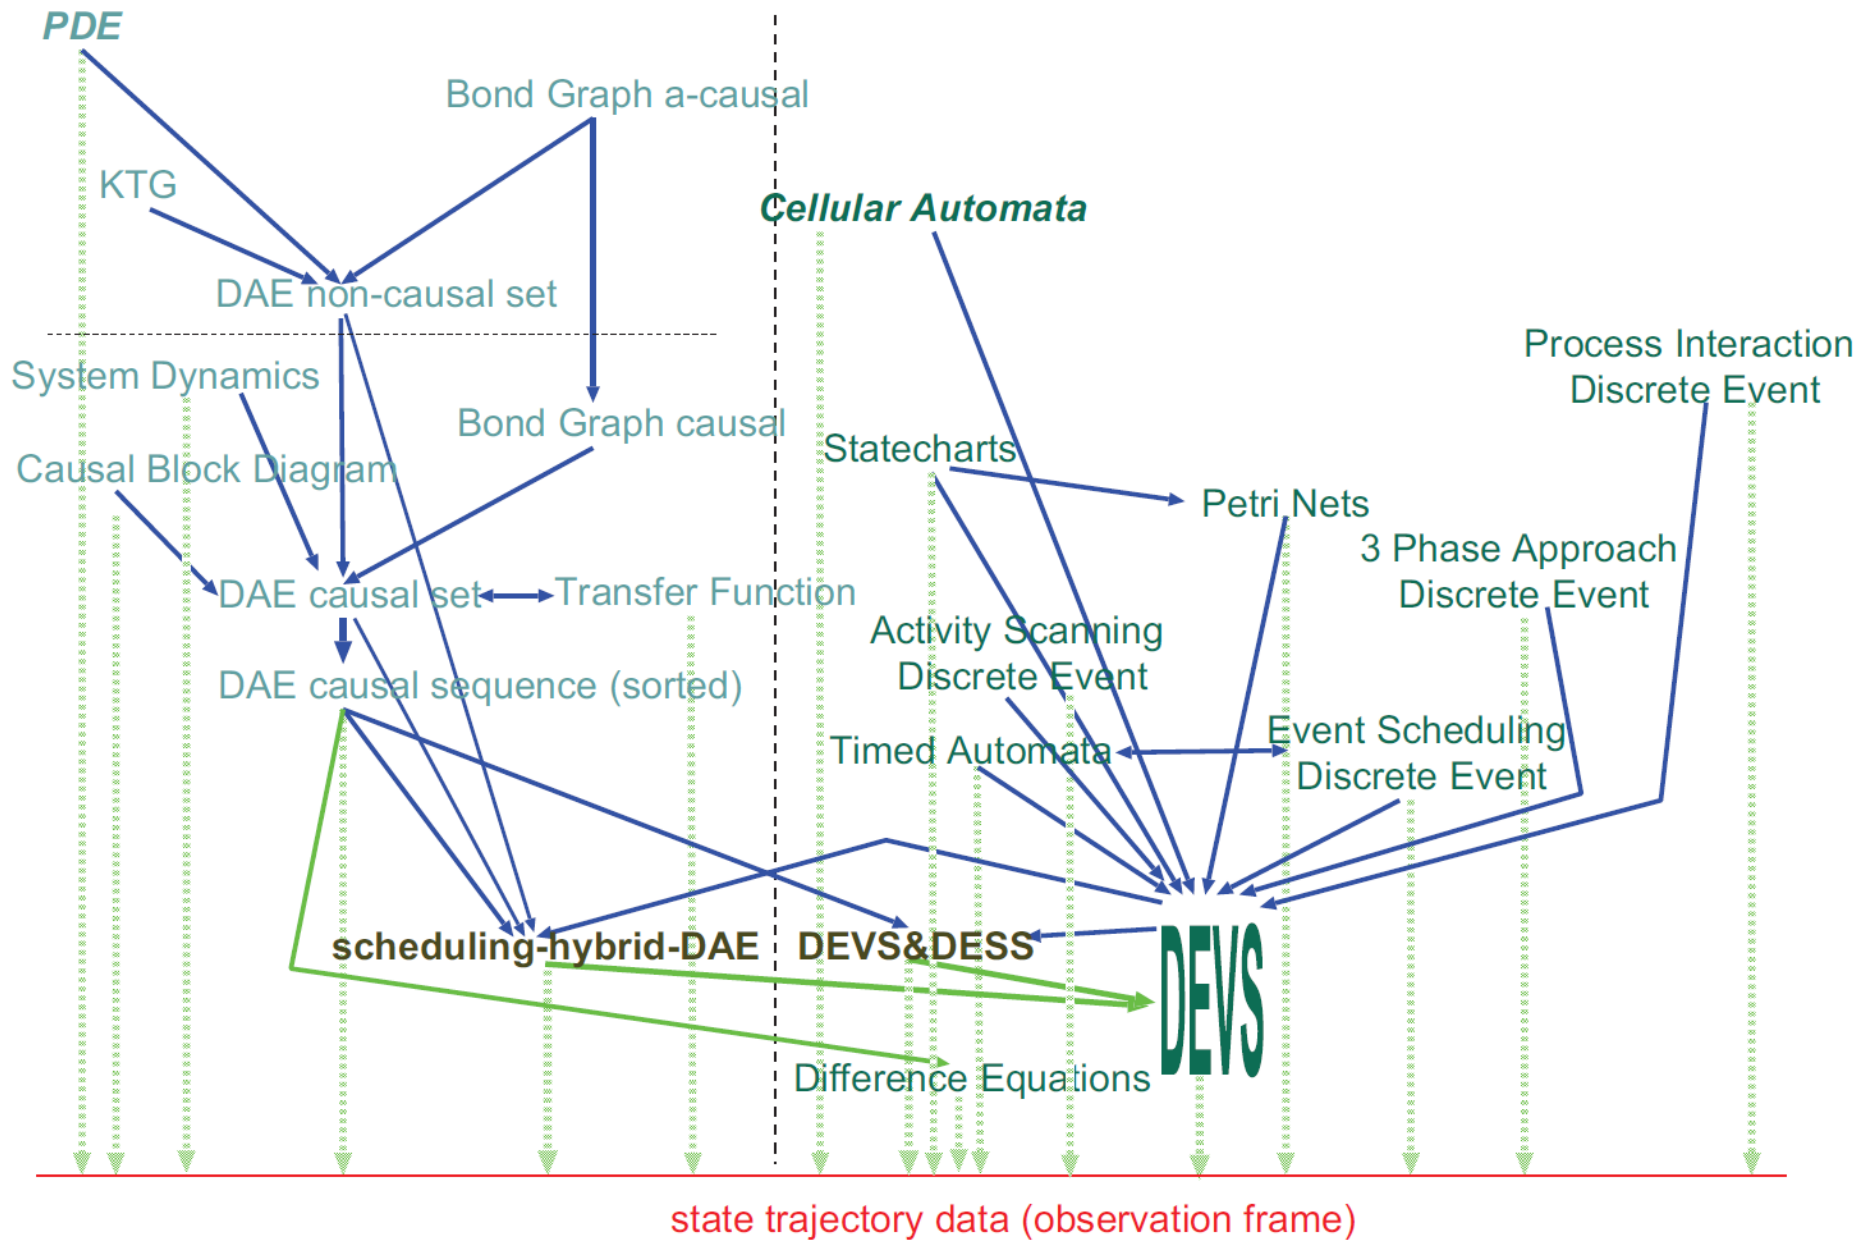 PDE
Bond Graph a-causal
KTG
Cellular Automata
DAE non-causal set
Process Interaction
Discrete Event
System Dynamics
Bond Graph causal
Statecharts
Causal Block Diagram
Petri Nets
3 Phase Approach
Discrete Event
DAE causal set
Transfer Function
Activity Scanning
Discrete Event
DAE causal sequence (sorted)
Timed Automata
Event Scheduling
Discrete Event
scheduling-hybrid-DAE
DEVS&DESS
DEVS
Difference Equations
state trajectory data (observation frame)